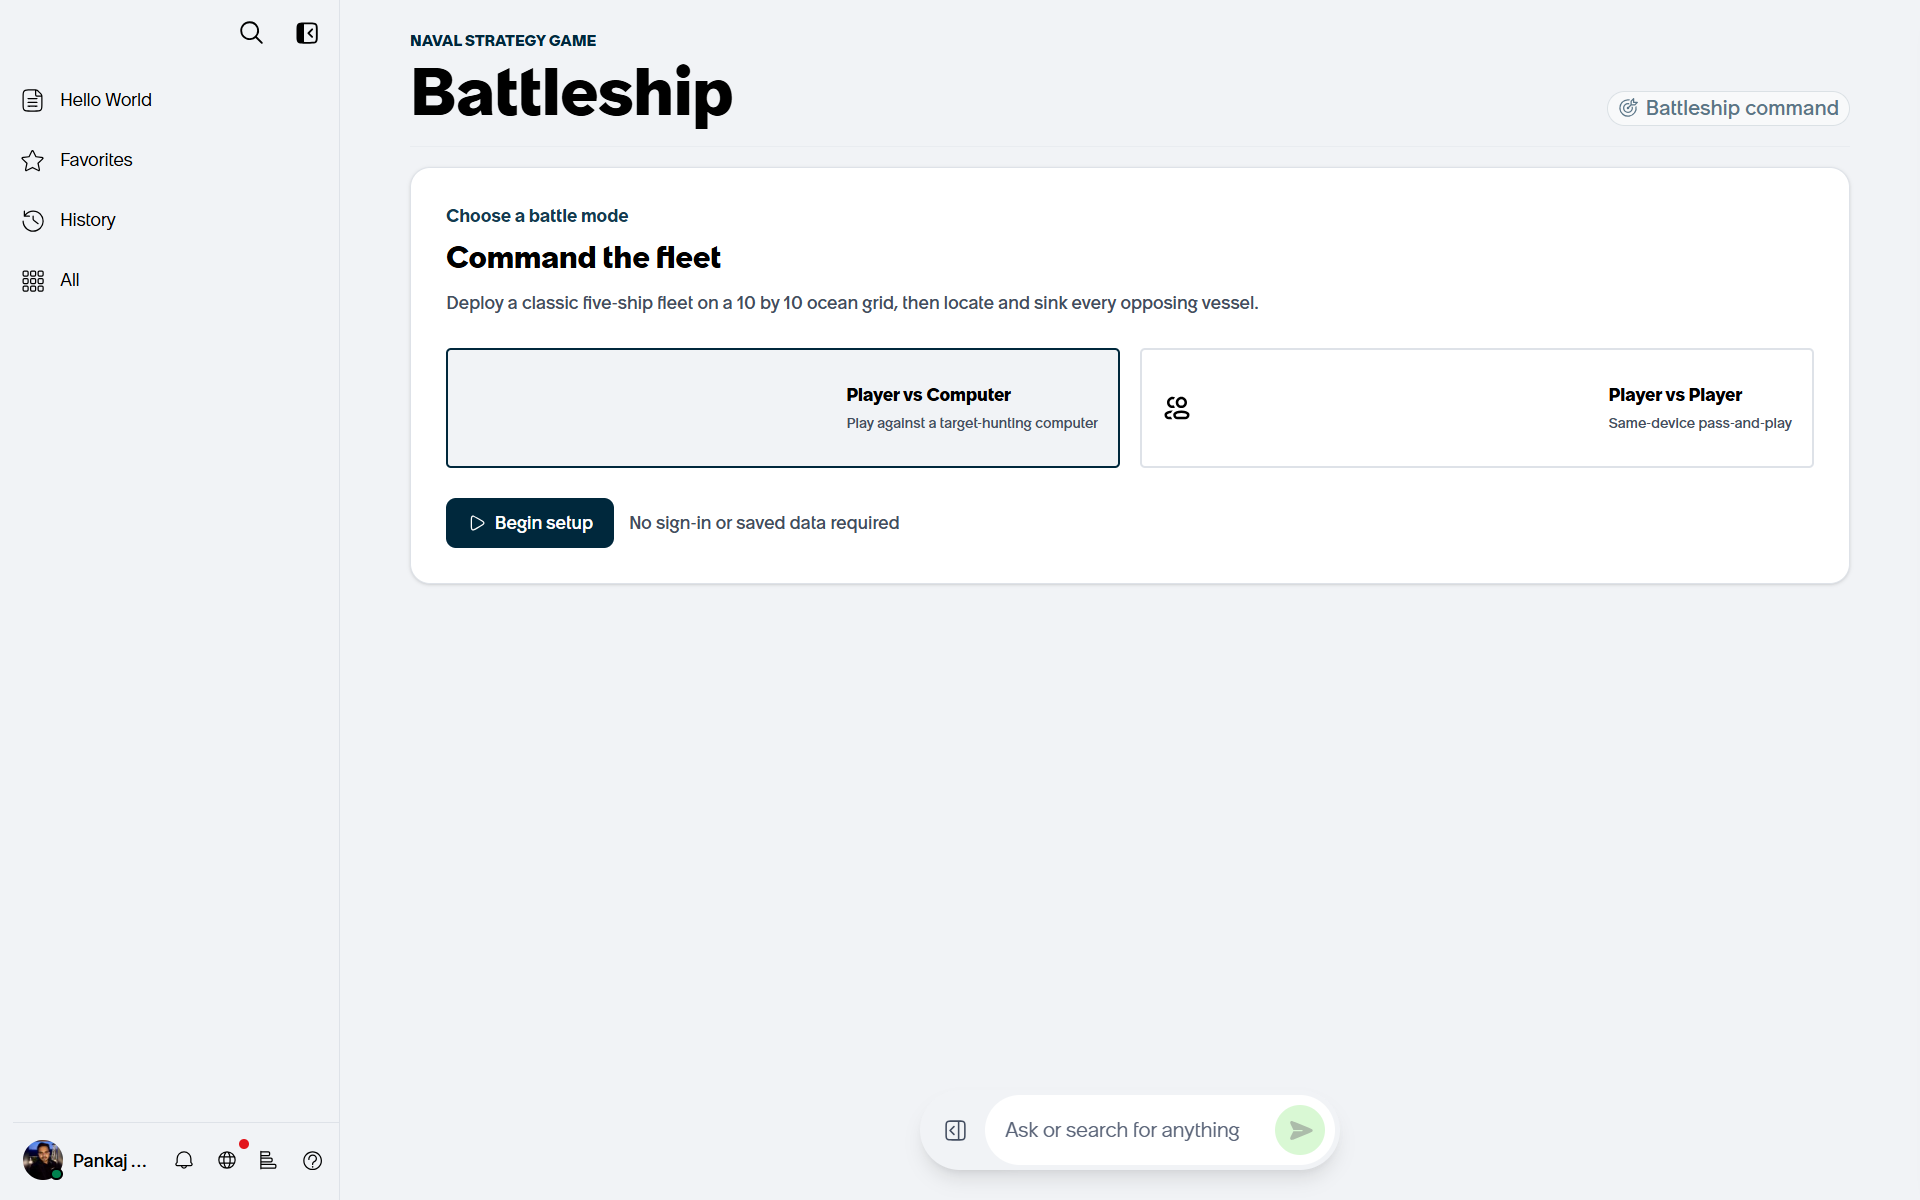 Hello World
Favorites
History
All
Pankaj ...
NAVAL STRATEGY GAME
Battleship
Battleship command
Choose a battle mode
Command the fleet
Deploy a classic five-ship fleet on a 10 by 10 ocean grid, then locate and sink every opposing vessel.
Player vs Computer
Play against a target-hunting computer
Player vs Player
Same-device pass-and-play
Begin setup
No sign-in or saved data required
Ask or search for anything